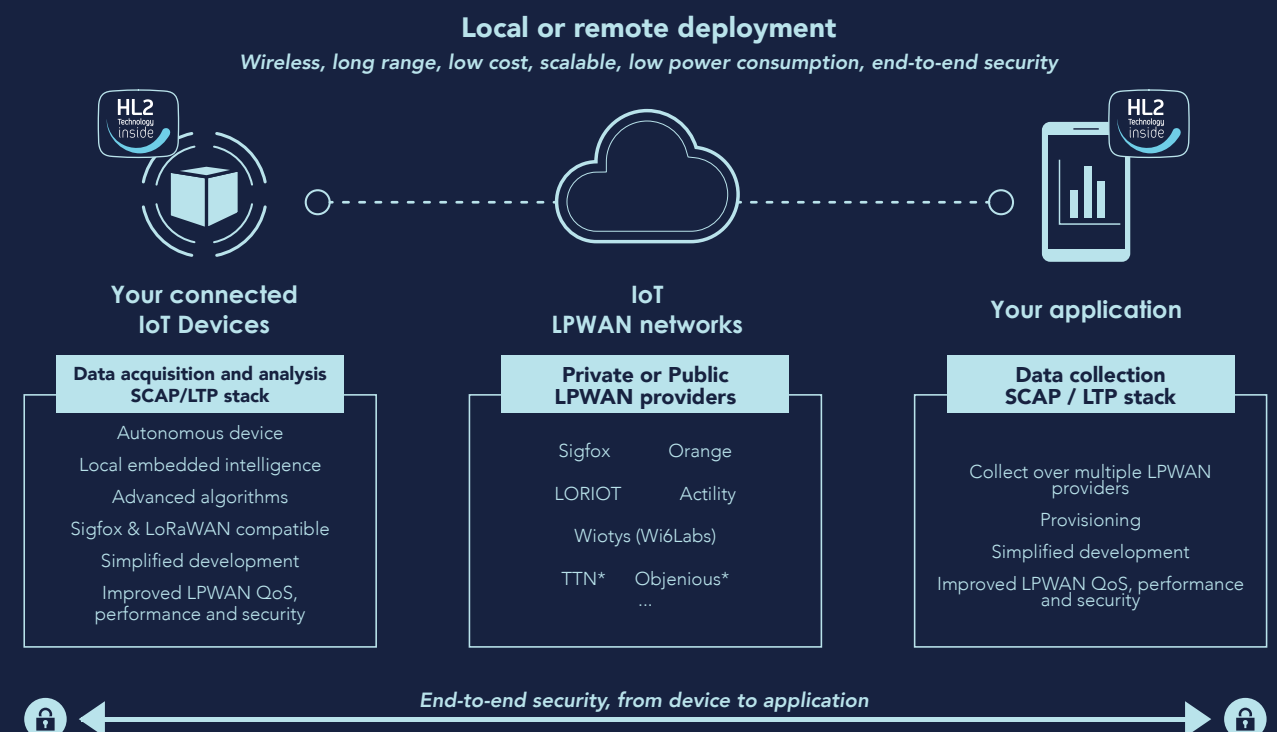 Local or remote deployment
Wireless, long range, low cost, scalable, low power consumption, end-to-end security
HL2
Technology
inside
HL2
Technology
inside
Your connected
IoT Devices
IoT
LPWAN networks
Your application
Data acquisition and analysis
SCAP/LTP stack
Autonomous device
Local embedded intelligence
Advanced algorithms
Sigfox & LoRaWAN compatible
Simplified development
Improved LPWAN QoS,
performance and security
Private or Public
LPWAN providers
Sigfox Orange
LORIOT Actility
Wiotys (Wi6Labs)
TTN* Objenious*
...
Data collection
SCAP / LTP stack
Collect over multiple LPWAN
providers
Provisioning
Simplified development
Improved LPWAN QoS, performance
and security
End-to-end security, from device to application